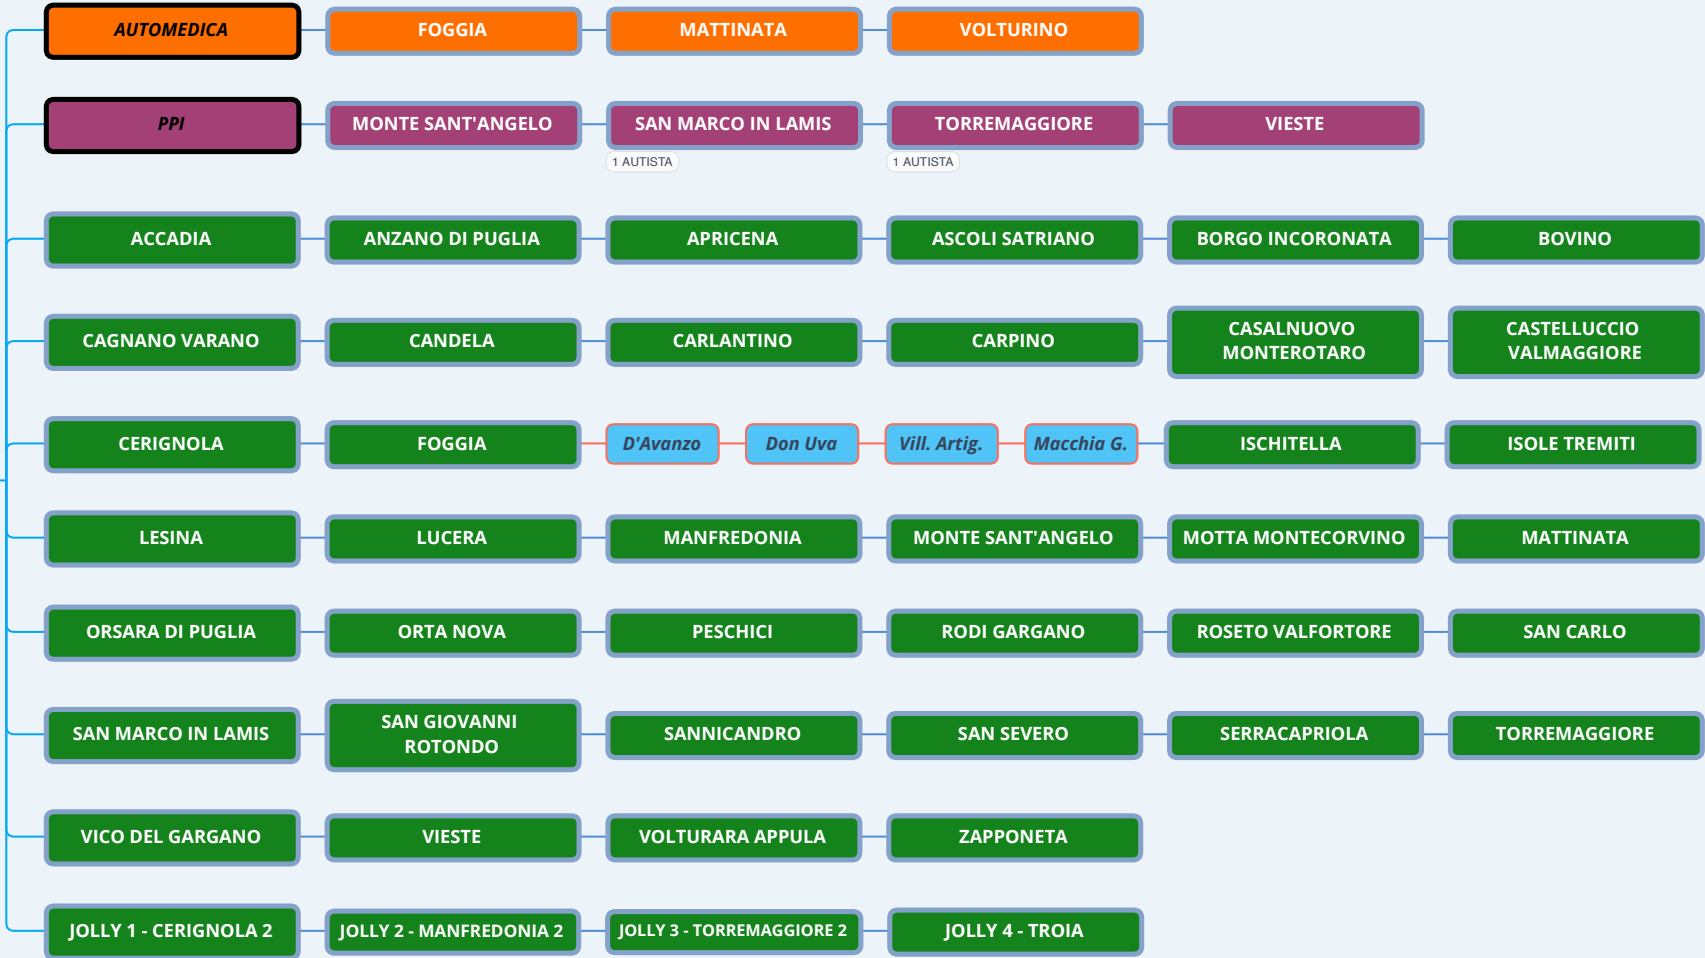 AUTOMEDICA
FOGGIA
MATTINATA
VOLTURINO
PPI
MONTE SANT'ANGELO
SAN MARCO IN LAMIS
TORREMAGGIORE
VIESTE
1 AUTISTA
1 AUTISTA
ACCADIA
ANZANO DI PUGLIA
APRICENA
ASCOLI SATRIANO
BORGO INCORONATA
BOVINO
CAGNANO VARANO
CANDELA
CARLANTINO
CARPINO
CASALNUOVO
MONTEROTARO
CASTELLUCCIO
VALMAGGIORE
CERIGNOLA
FOGGIA
D'Avanzo
Don Uva
Vill. Artig.
Macchia G.
ISCHITELLA
ISOLE TREMITI
LESINA
LUCERA
MANFREDONIA
MONTE SANT'ANGELO
MOTTA MONTECORVINO
MATTINATA
ORSARA DI PUGLIA
ORTA NOVA
PESCHICI
RODI GARGANO
ROSETO VALFORTORE
SAN CARLO
SAN MARCO IN LAMIS
SAN GIOVANNI
ROTONDO
SANNICANDRO
SAN SEVERO
SERRACAPRIOLA
TORREMAGGIORE
VICO DEL GARGANO
VIESTE
VOLTURARA APPULA
ZAPPONETA
JOLLY 1 - CERIGNOLA 2
JOLLY 2 - MANFREDONIA 2
JOLLY 3 - TORREMAGGIORE 2
JOLLY 4 - TROIA